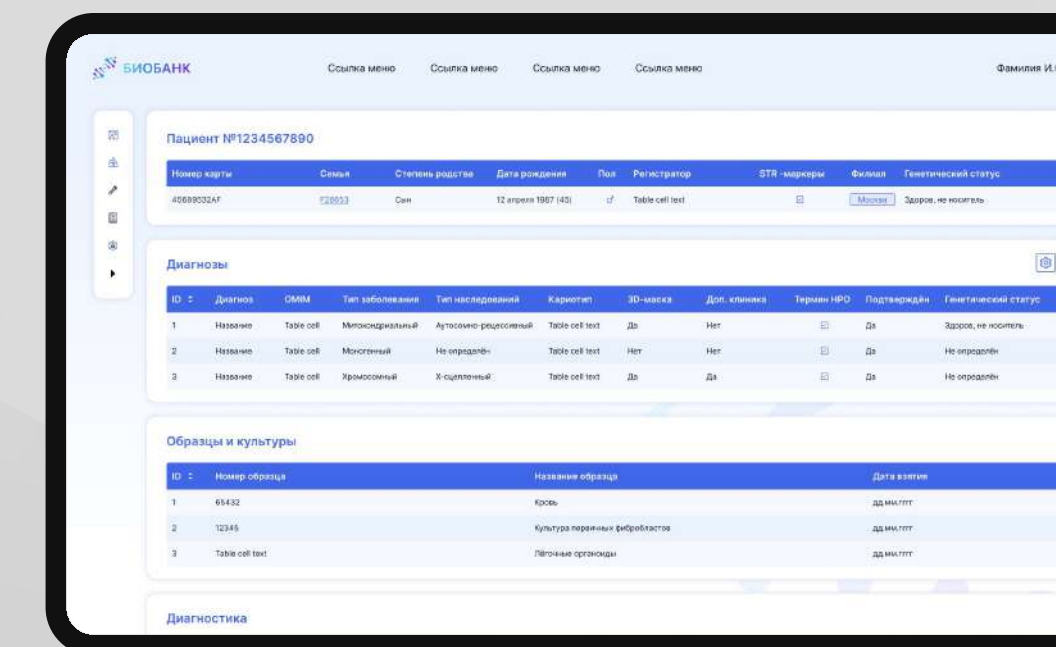 БИОБАНК Ссылка меню Ссылка меню Ссылка меню Ссылка меню Фамилия И.
Пациент №1234567890
Номер карты Семья Степень родства Дата рождения Пол Регистратор STR -маркеры Филиал Генетический статус
45689532AF F28653 Сын 12 апреля 1987 (45) Table cell text Москва Здоров, не носитель
Диагнозы
ID Диагноз OMIM Тип заболевания Тип наследований Кариотип 3D-маска Доп. клиника Термин HPO Подтверждён Генетический статус
1 Название Table cell Митохондриальный Аутосомно-рецессивный Table cell text Да Нет Да Здоров, не носитель
2 Название Table cell Моногенный Не определён Table cell text Нет Нет Да Не определён
3 Название Table cell Хромосомный X-сцепленный Table cell text Да Да Да Не определён
Образцы и культуры
ID Номер образца Название образца Дата взятия
1 65432 Кровь дд.мм.гггг
2 12345 Культура первичных фибробластов дд.мм.гггг
3 Table cell text Лёгочные органоиды дд.мм.гггг
Диагностика